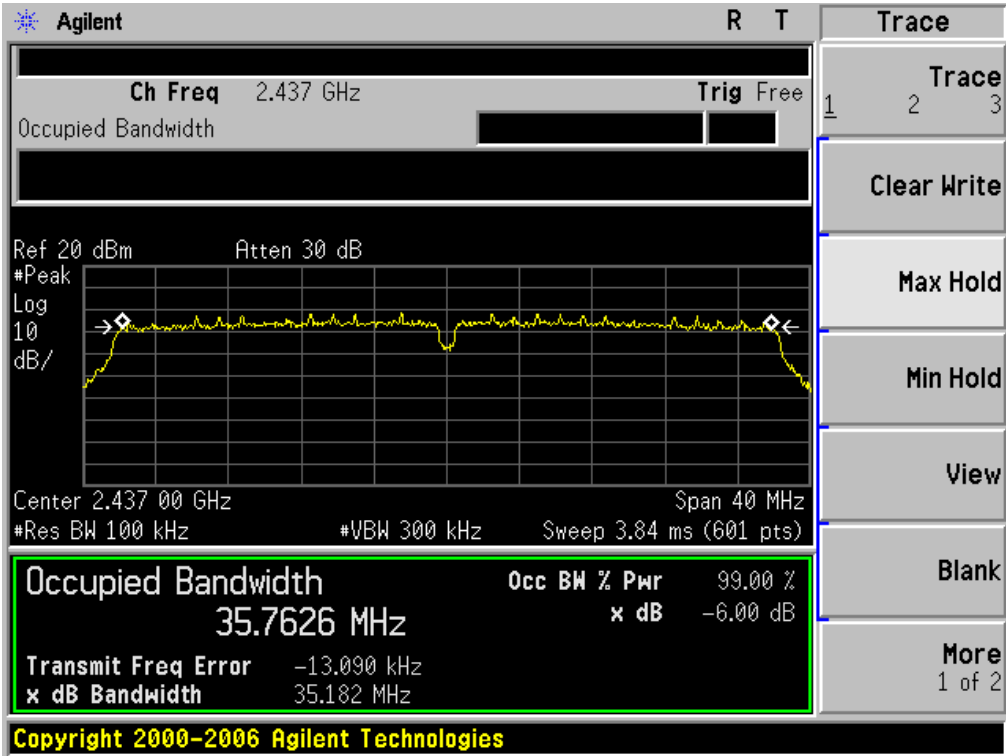 Agilent R T
Trace
Ch Freq 2.437 GHz Trig Free
Occupied Bandwidth
Trace
1 2 3
Clear Write
Max Hold
Min Hold
View
Blank
More
1 of 2
Ref 20 dBm Atten 30 dB
#Peak
Log
10
dB/
Center 2.437 00 GHz Span 40 MHz
#Res BW 100 kHz #VBW 300 kHz Sweep 3.84 ms (601 pts)
Occupied Bandwidth Occ BW % Pwr 99.00 %
35.7626 MHz x dB -6.00 dB
Transmit Freq Error -13.090 kHz
x dB Bandwidth 35.182 MHz
Copyright 2000-2006 Agilent Technologies